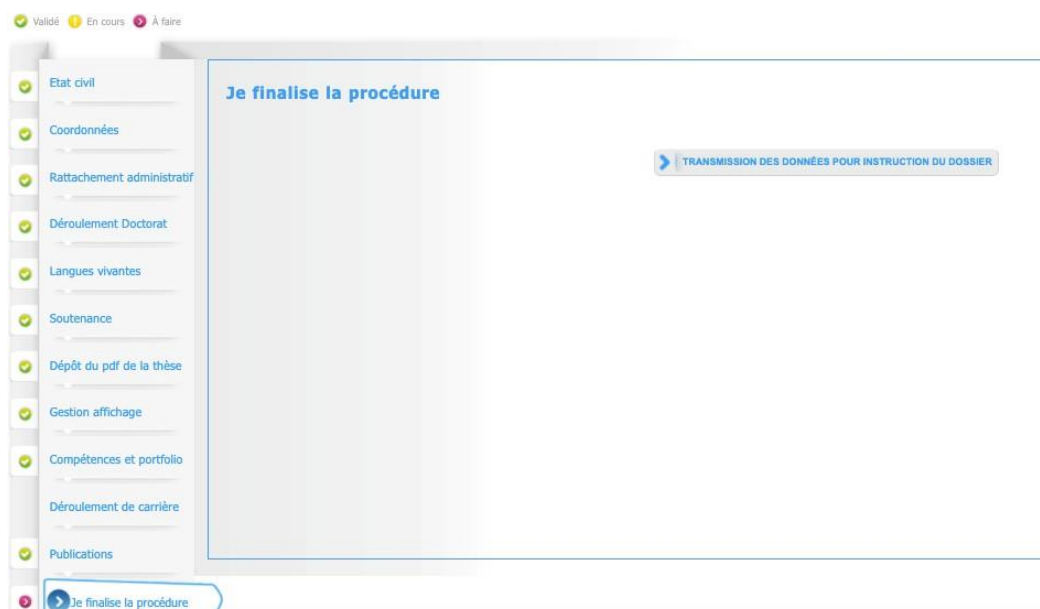 Validé En cours À faire
Etat civil
Je finalise la procédure
Coordonnées
TRANSMISSION DES DONNÉES POUR INSTRUCTION DU DOSSIER
Rattachement administratif
Déroulement Doctorat
Langues vivantes
Soutenance
Dépôt du pdf de la thèse
Gestion affichage
Compétences et portfolio
Déroulement de carrière
Publications
Je finalise la procédure